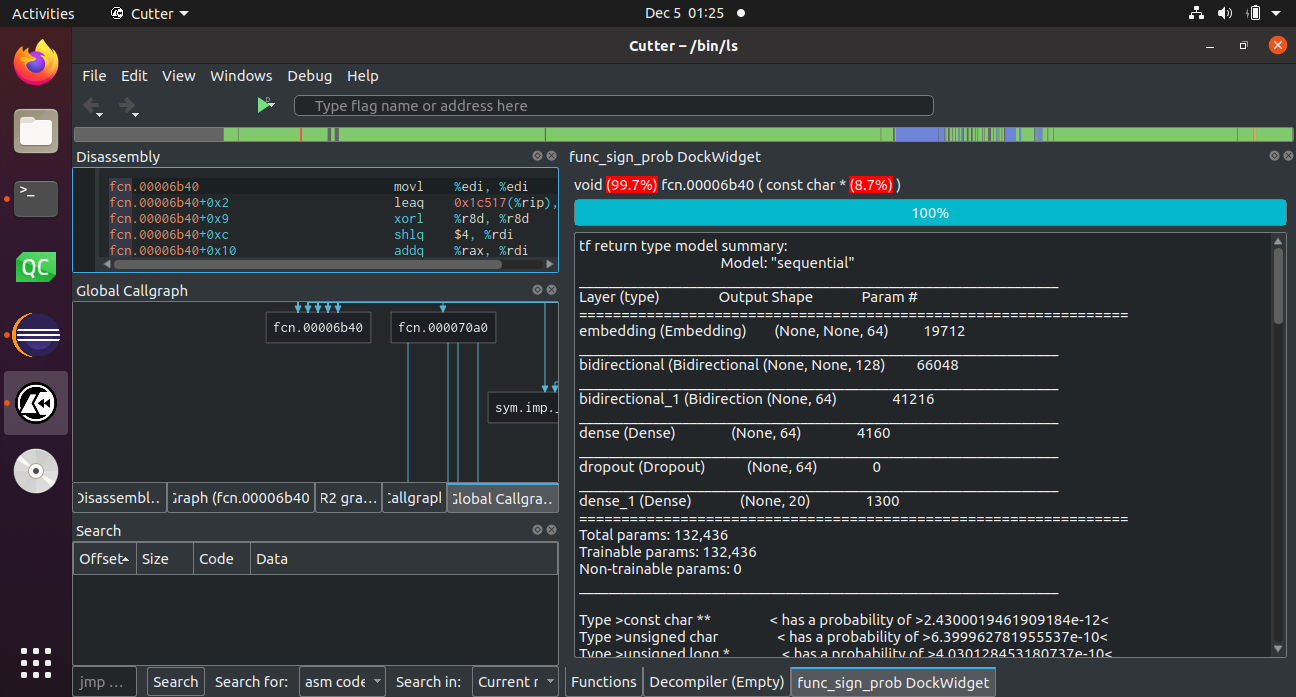 Activities Cutter Dec 5 01:25
Cutter – /bin/ls
File Edit View Windows Debug Help
Type flag name or address here
Disassembly
fcn.00006b40 movl %edi, %edi
fcn.00006b40+0x2 leaq 0x1c517(%rip),
fcn.00006b40+0x9 xorl %r8d, %r8d
fcn.00006b40+0xc shlq $4, %rdi
fcn.00006b40+0x10 addq %rax, %rdi
Global Callgraph
fcn.00006b40 fcn.000070a0
sym.imp._
Disassembl.. Graph (fcn.00006b40 R2 gra... Callgraph Global Callgra..
Search
Offset Size Code Data
jmp ... Search Search for: asm code Search in: Current r
func_sign_prob DockWidget
void (99.7%) fcn.00006b40 ( const char * (8.7%) )
100%
tf return type model summary:
Model: "sequential"
_________________________________________________________________
Layer (type) Output Shape Param #
=================================================================
embedding (Embedding) (None, None, 64) 19712
_________________________________________________________________
bidirectional (Bidirectional (None, None, 128) 66048
_________________________________________________________________
bidirectional_1 (Bidirection (None, 64) 41216
_________________________________________________________________
dense (Dense) (None, 64) 4160
_________________________________________________________________
dropout (Dropout) (None, 64) 0
_________________________________________________________________
dense_1 (Dense) (None, 20) 1300
=================================================================
Total params: 132,436
Trainable params: 132,436
Non-trainable params: 0
_________________________________________________________________
Type >const char ** < has a probability of >2.4300019461909184e-12<
Type >unsigned char < has a probability of >6.399962781955537e-10<
Type >unsigned long * < has a probability of >4.030128453180737e-10<
Functions Decompiler (Empty) func_sign_prob DockWidget
QC